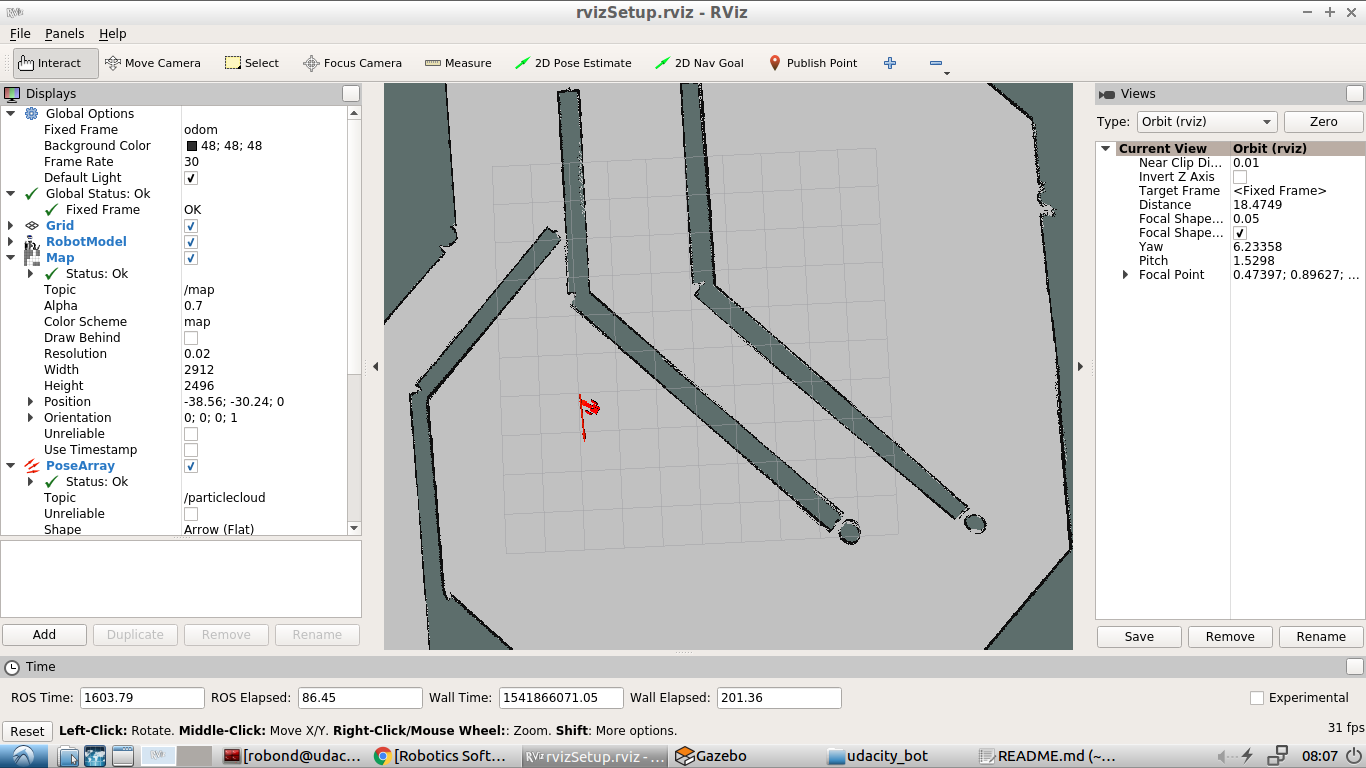 RViz
rvizSetup.rviz - RViz
File Panels Help
Interact Move Camera Select Focus Camera Measure 2D Pose Estimate 2D Nav Goal Publish Point
Displays
Global Options
Fixed Frame odom
Background Color 48; 48; 48
Frame Rate 30
Default Light
Global Status: Ok
Fixed Frame OK
Grid
RobotModel
Map
Status: Ok
Topic /map
Alpha 0.7
Color Scheme map
Draw Behind
Resolution 0.02
Width 2912
Height 2496
Position -38.56; -30.24; 0
Orientation 0; 0; 0; 1
Unreliable
Use Timestamp
PoseArray
Status: Ok
Topic /particlecloud
Unreliable
Shape Arrow (Flat)
Add Duplicate Remove Rename
Views
Type: Orbit (rviz) Zero
Current View Orbit (rviz)
Near Clip Di... 0.01
Invert Z Axis
Target Frame <Fixed Frame>
Distance 18.4749
Focal Shape... 0.05
Focal Shape...
Yaw 6.23358
Pitch 1.5298
Focal Point 0.47397; 0.89627; ...
Save Remove Rename
Time
ROS Time: 1603.79 ROS Elapsed: 86.45 Wall Time: 1541866071.05 Wall Elapsed: 201.36 Experimental
Reset Left-Click: Rotate. Middle-Click: Move X/Y. Right-Click/Mouse Wheel:: Zoom. Shift: More options. 31 fps
[robond@udac... [Robotics Soft... RViz rvizSetup.rviz - ... Gazebo udacity_bot README.md (~... 08:07